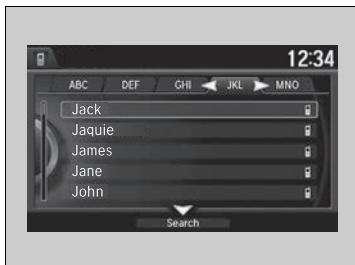 12:34
ABC DEF GHI JKL MNO
Jack
Jaquie
James
Jane
John
Search